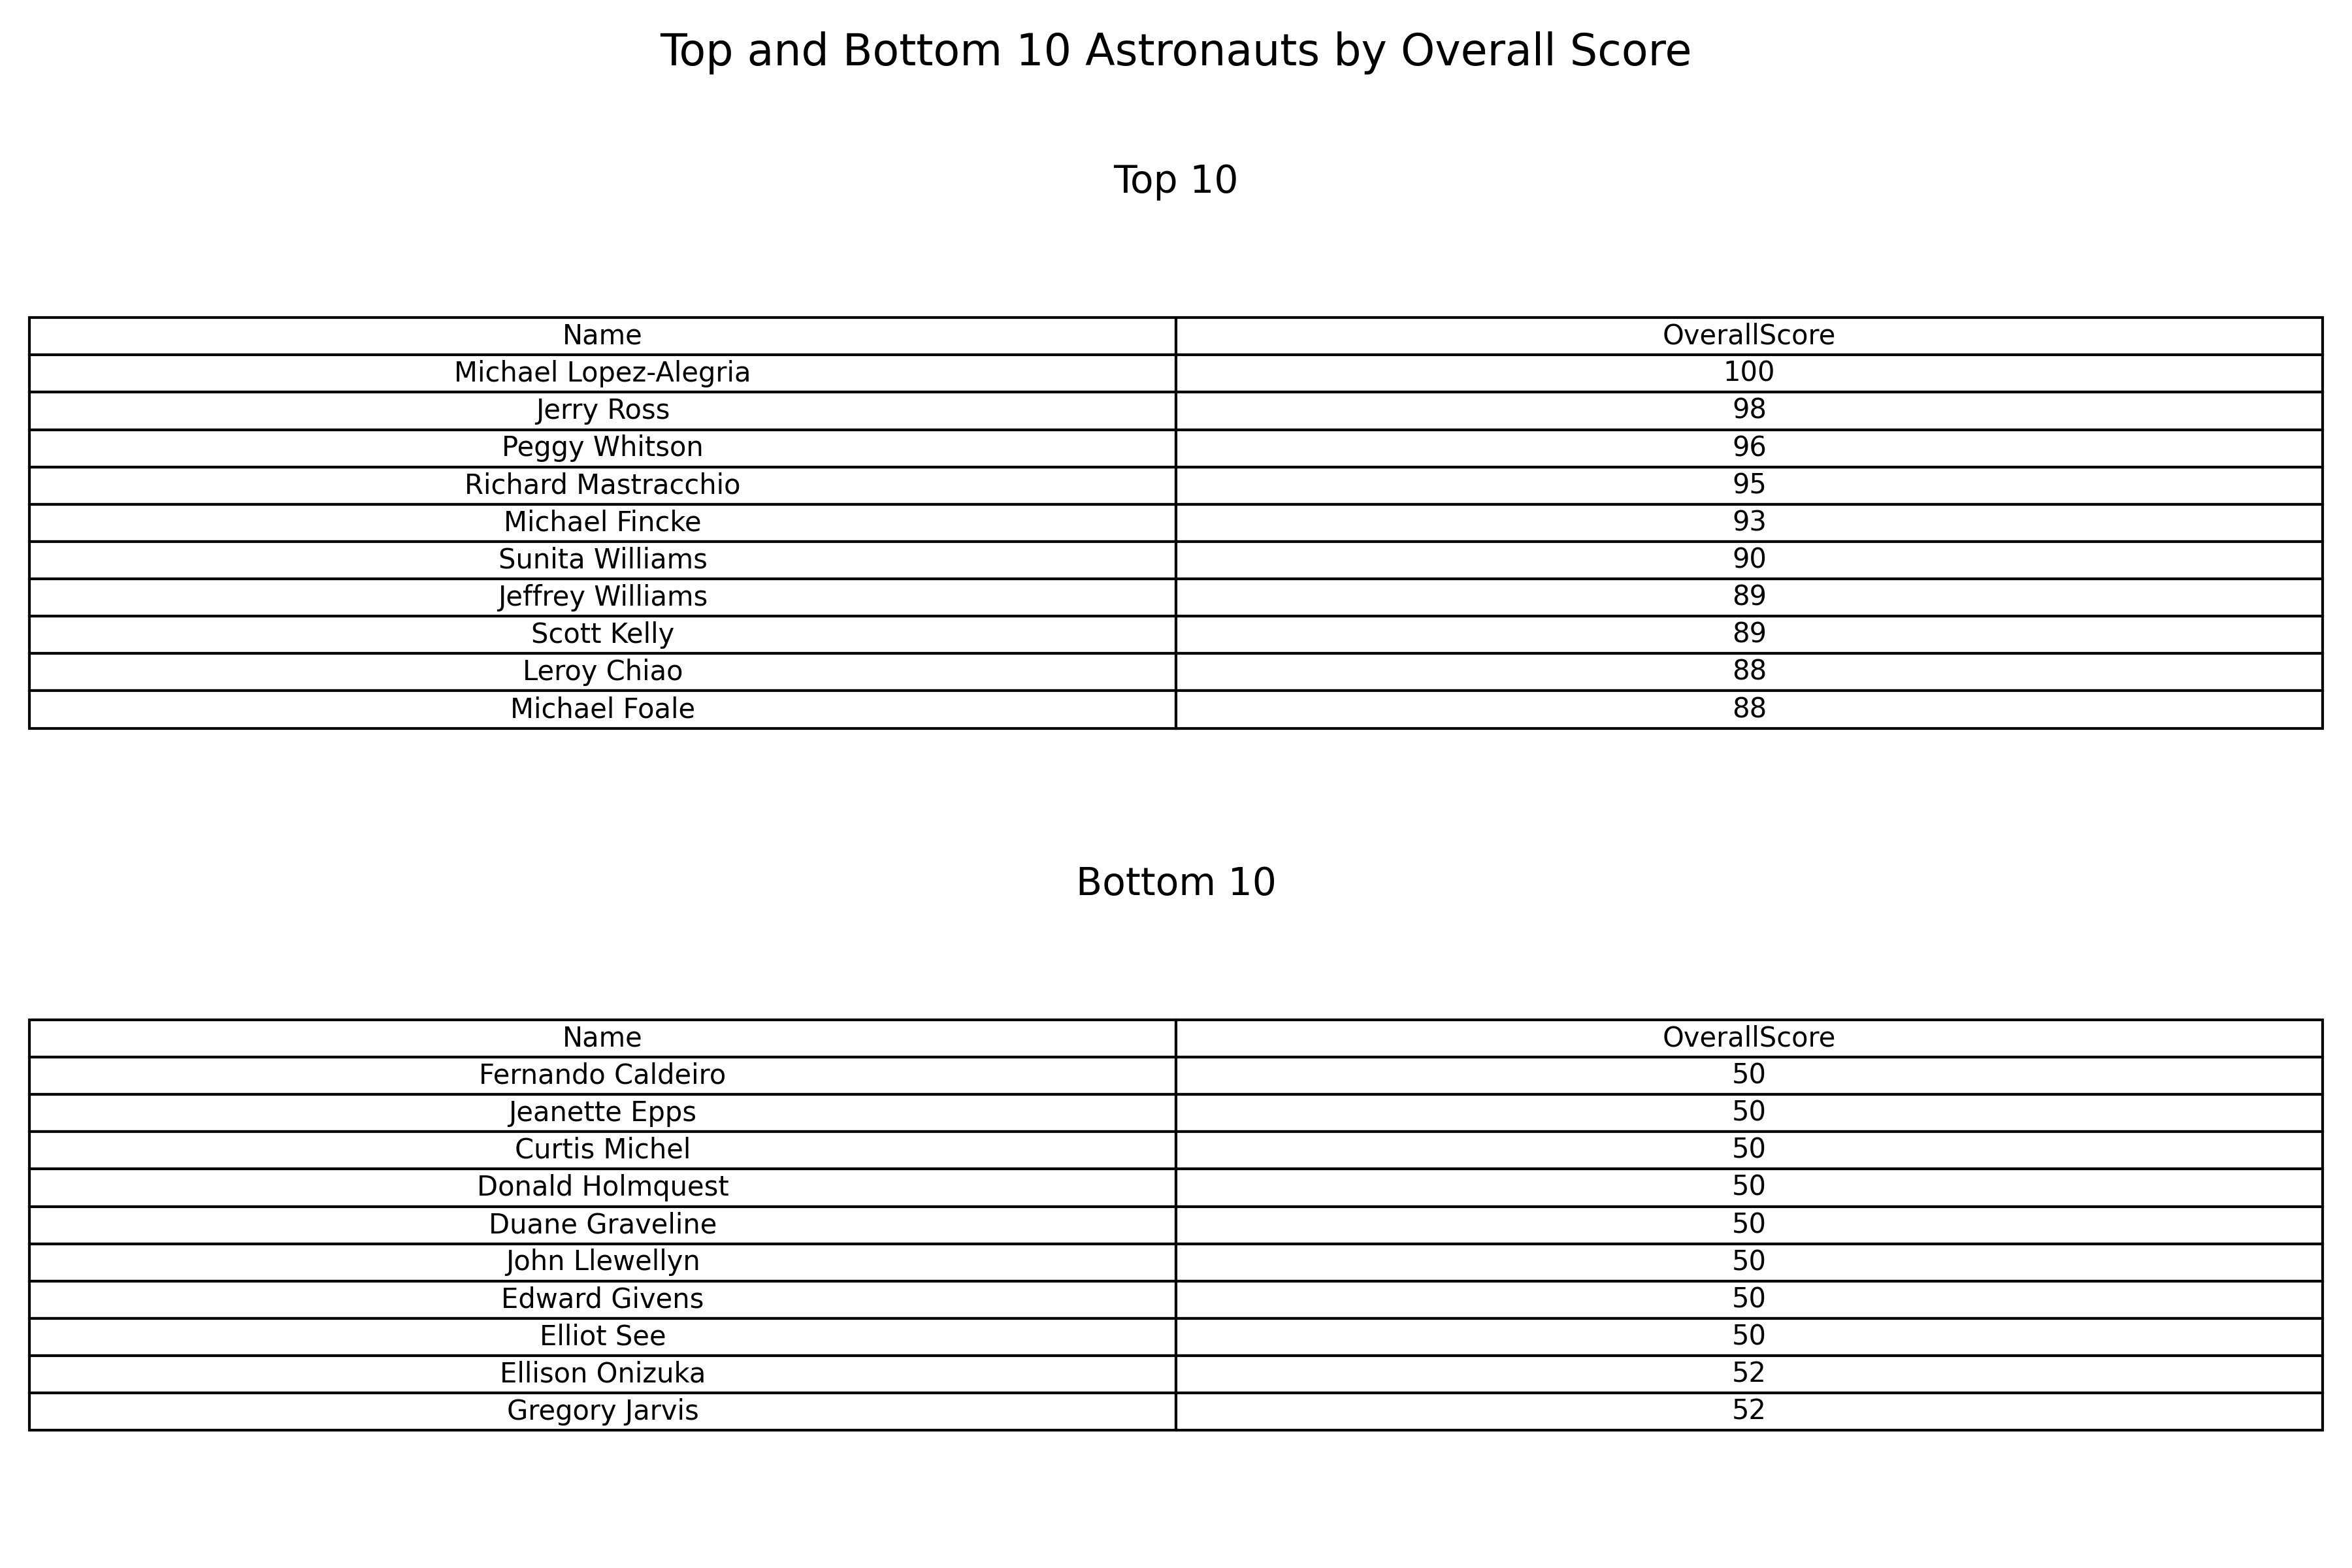 Top and Bottom 10 Astronauts by Overall Score
Top 10
Name OverallScore
Michael Lopez-Alegria 100
Jerry Ross 98
Peggy Whitson 96
Richard Mastracchio 95
Michael Fincke 93
Sunita Williams 90
Jeffrey Williams 89
Scott Kelly 89
Leroy Chiao 88
Michael Foale 88
Bottom 10
Name OverallScore
Fernando Caldeiro 50
Jeanette Epps 50
Curtis Michel 50
Donald Holmquest 50
Duane Graveline 50
John Llewellyn 50
Edward Givens 50
Elliot See 50
Ellison Onizuka 52
Gregory Jarvis 52